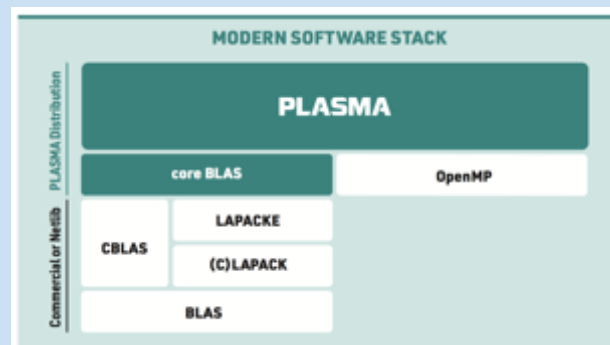 MODERN SOFTWARE STACK
PLASMA Distribution
PLASMA
core BLAS
OpenMP
Commercial or Netlib
CBLAS
LAPACKE
(C)LAPACK
BLAS